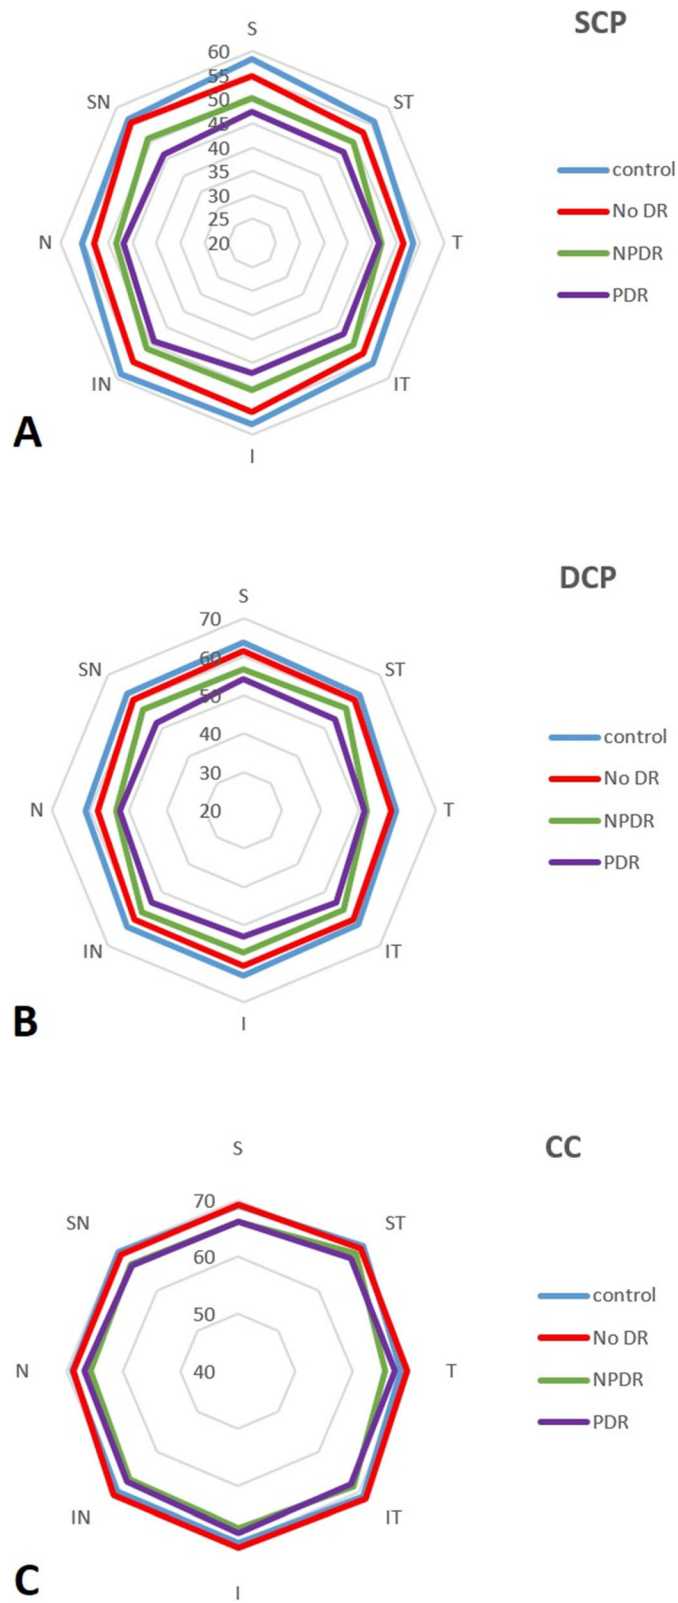 SCP
S
60
55
SN
ST
50
45
40
35
30
25
N
20
T
control
No DR
NPDR
PDR
IN
IT
I
A
DCP
S
70
60
SN
ST
50
40
30
N
20
T
control
No DR
NPDR
PDR
IN
IT
I
B
CC
S
70
SN
ST
60
50
N
40
T
control
No DR
NPDR
PDR
IN
IT
I
C